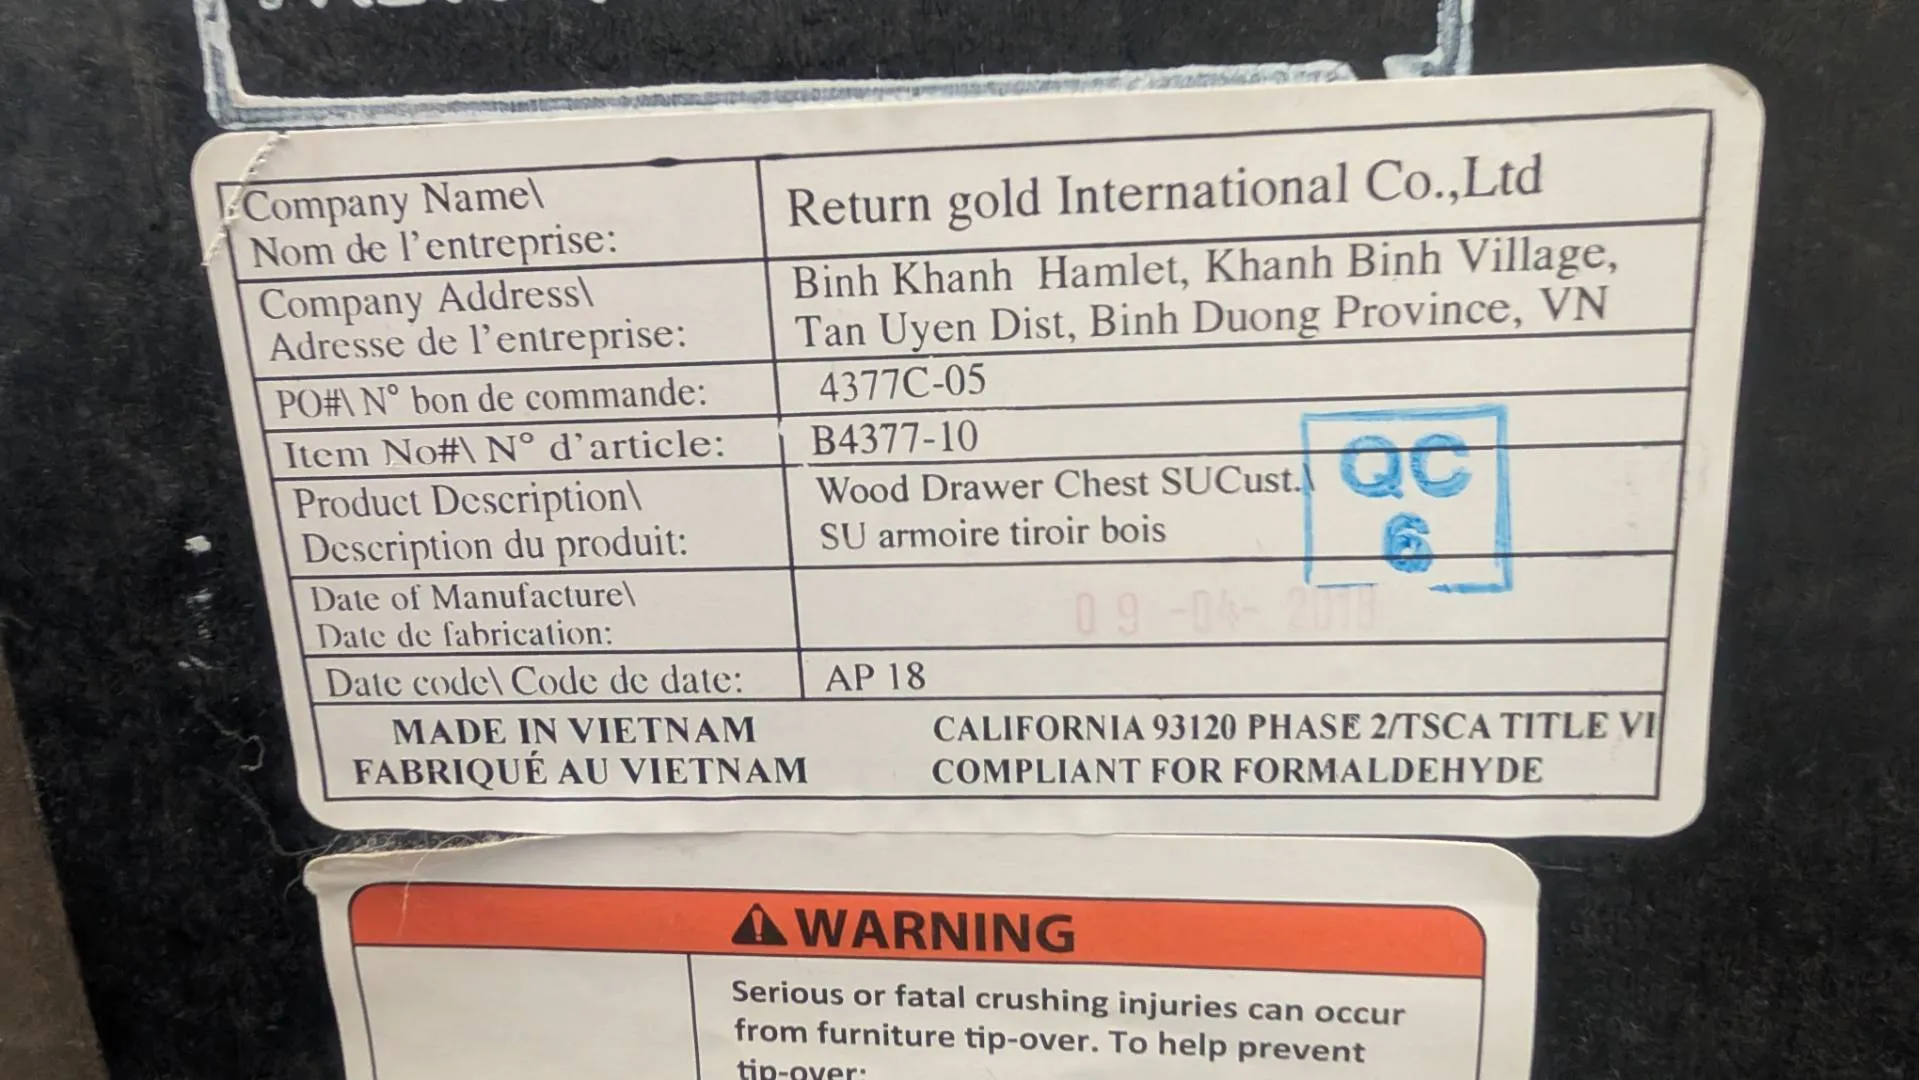 Company Name\
Nom de l'entreprise:
Return gold International Co.,Ltd
Company Address\
Adresse de l'entreprise:
Binh Khanh Hamlet, Khanh Binh Village,
Tan Uyen Dist, Binh Duong Province, VN
PO#\ N° bon de commande:
4377C-05
Item No#\ N° d'article:
B4377-10
Product Description\
Description du produit:
Wood Drawer Chest SUCust.\
SU armoire tiroir bois
QC
6
Date of Manufacture\
Date de fabrication:
09-04-2018
Date code\ Code de date:
AP 18
MADE IN VIETNAM
FABRIQUÉ AU VIETNAM
CALIFORNIA 93120 PHASE 2/TSCA TITLE VI
COMPLIANT FOR FORMALDEHYDE
WARNING
Serious or fatal crushing injuries can occur
from furniture tip-over. To help prevent
tip-over: